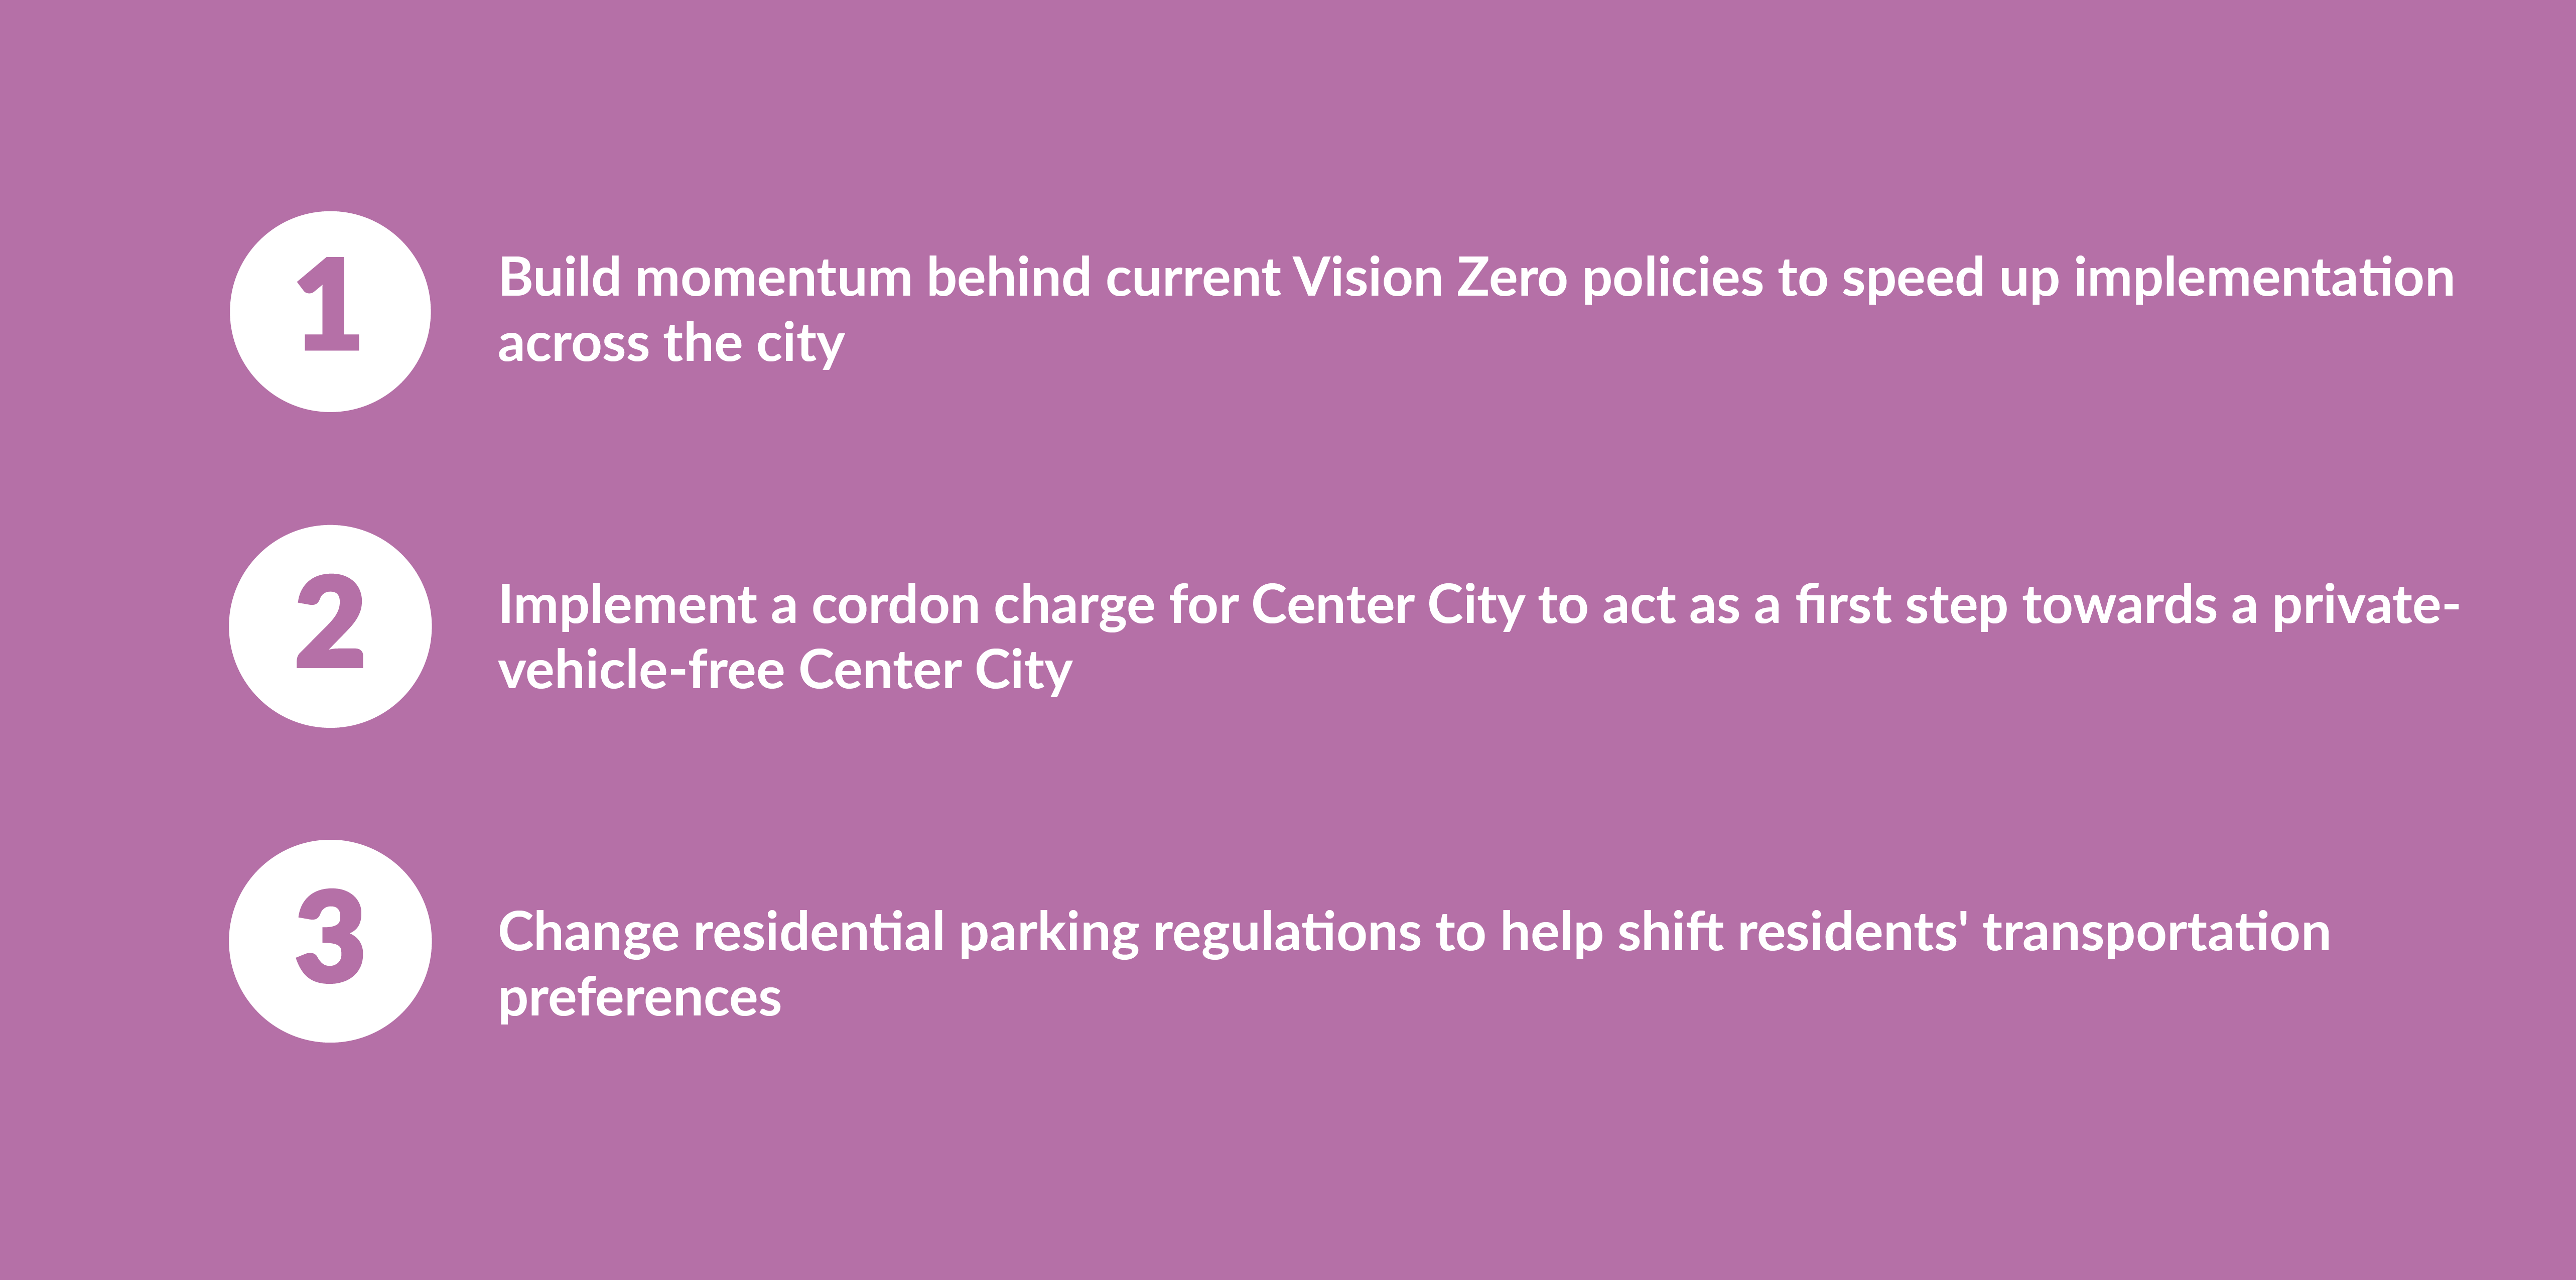 1
Build momentum behind current Vision Zero policies to speed up implementation
across the city
2
Implement a cordon charge for Center City to act as a first step towards a private-
vehicle-free Center City
3
Change residential parking regulations to help shift residents' transportation
preferences